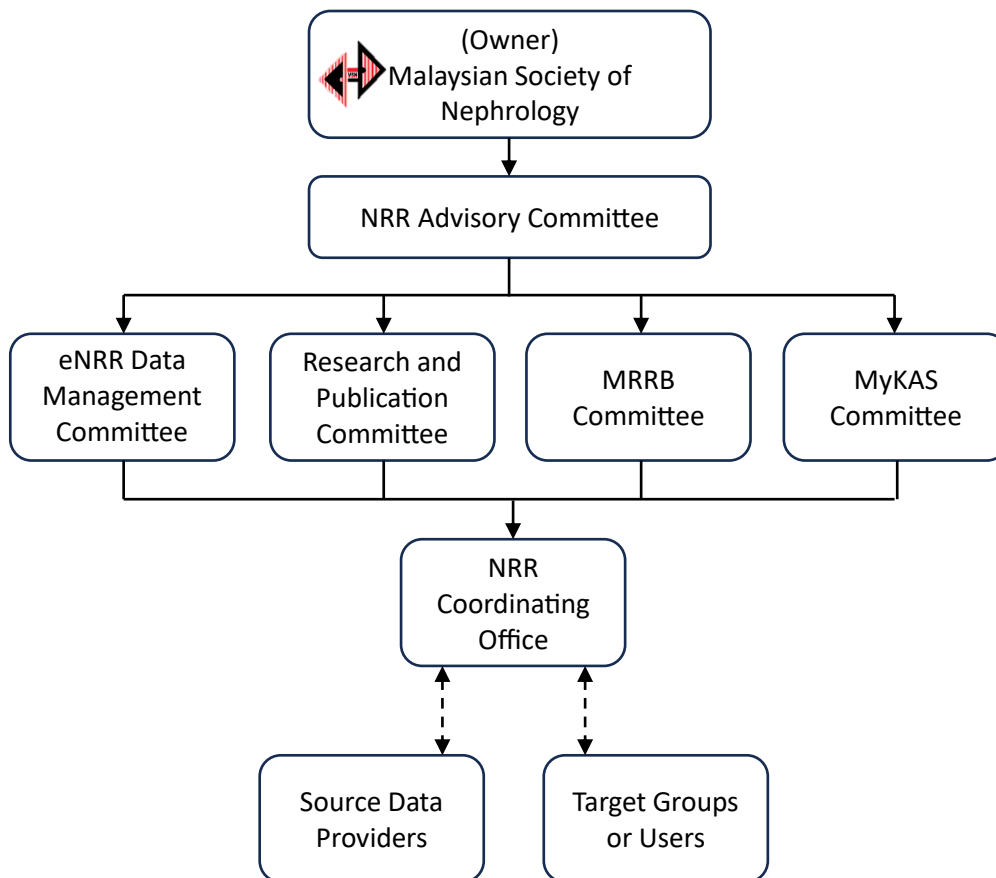 (Owner)
Malaysian Society of
Nephrology
NRR Advisory Committee
eNRR Data
Management
Committee
Research and
Publication
Committee
MRRB
Committee
MyKAS
Committee
NRR
Coordinating
Office
Source Data
Providers
Target Groups
or Users